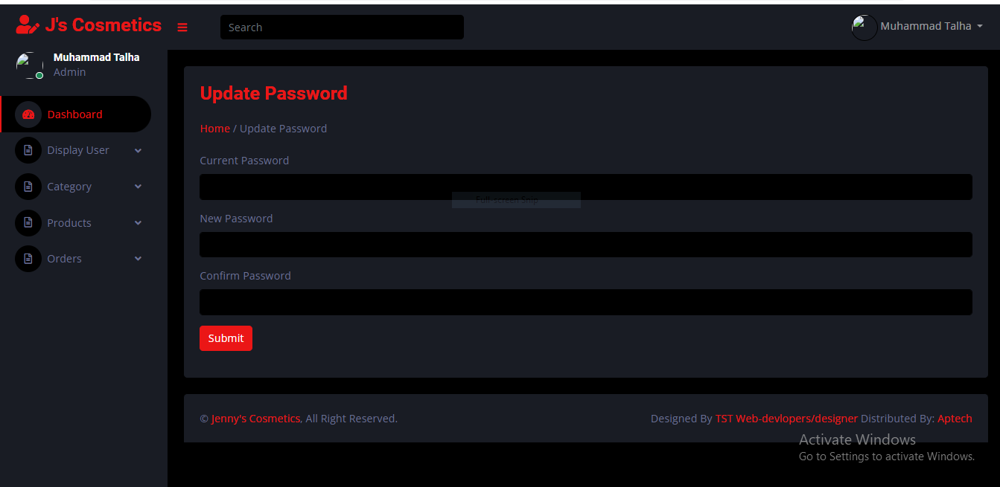 J's Cosmetics
Search
Muhammad Talha
Muhammad Talha
Admin
Dashboard
Display User
Category
Products
Orders
Update Password
Home / Update Password
Current Password
Full-screen Snip
New Password
Confirm Password
Submit
© Jenny's Cosmetics, All Right Reserved.
Designed By TST Web-devlopers/designer Distributed By: Aptech
Activate Windows
Go to Settings to activate Windows.